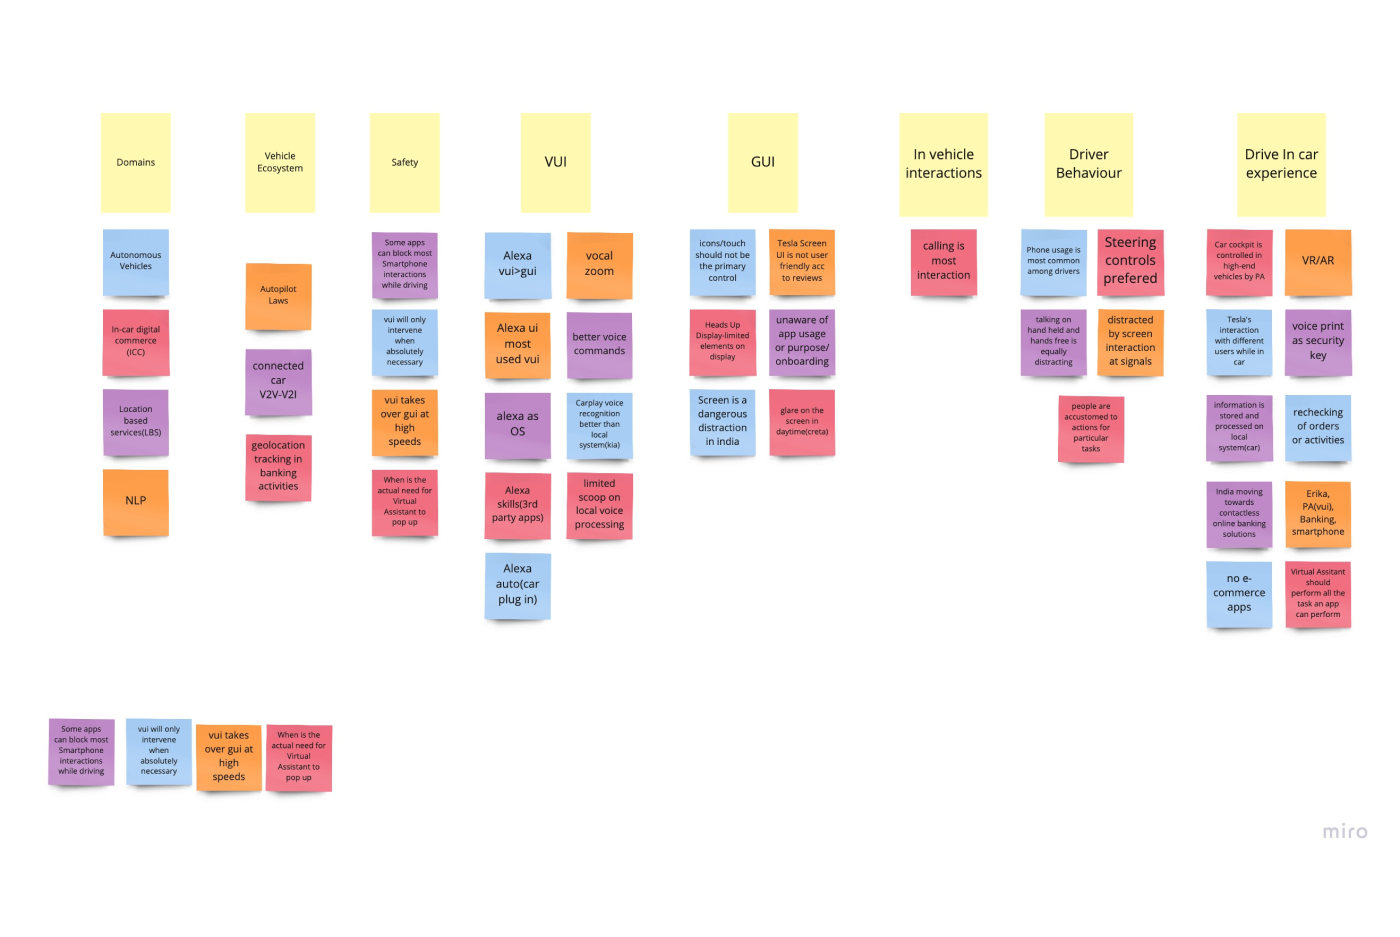 Domains
Autonomous
Vehicles
In-car digital
commerce
(ICC)
Location
based
services(LBS)
NLP
Vehicle
Ecosystem
Autopilot
Laws
connected
car
V2V-V2I
geolocation
tracking in
banking
activities
Safety
Some apps
can block most
Smartphone
interactions
while driving
vui will only
intervene
when
absolutely
necessary
vui takes
over gui at
high
speeds
When is the
actual need for
Virtual
Assistant to
pop up
VUI
Alexa
vui>gui
vocal
zoom
Alexa ui
most
used vui
better voice
commands
alexa as
OS
Carplay voice
recognition
better than
local
system(kia)
Alexa
skills(3rd
party apps)
limited
scoop on
local voice
processing
Alexa
auto(car
plug in)
GUI
icons/touch
should not be
the primary
control
Tesla Screen
UI is not user
friendly acc
to reviews
Heads Up
Display-limited
elements on
display
unaware of
app usage
or purpose/
onboarding
Screen is a
dangerous
distraction
in india
glare on the
screen in
daytime(creta)
In vehicle
interactions
calling is
most
interaction
Driver
Behaviour
Phone usage is
most common
among drivers
Steering
controls
prefered
talking on
hand held and
hands free is
equally
distracting
distracted
by screen
interaction
at signals
people are
accustomed to
actions for
particular
tasks
Drive In car
experience
Car cockpit is
controlled in
high-end
vehicles by PA
VR/AR
Tesla's
interaction
with different
users while in
car
voice print
as security
key
information is
stored and
processed on
local
system(car)
rechecking
of orders
or activities
India moving
towards
contactless
online banking
solutions
Erika,
PA(vui),
Banking,
smartphone
no e-
commerce
apps
Virtual Assitant
should
perform all the
task an app
can perform
Some apps
can block most
Smartphone
interactions
while driving
vui will only
intervene
when
absolutely
necessary
vui takes
over gui at
high
speeds
When is the
actual need for
Virtual
Assistant to
pop up
miro